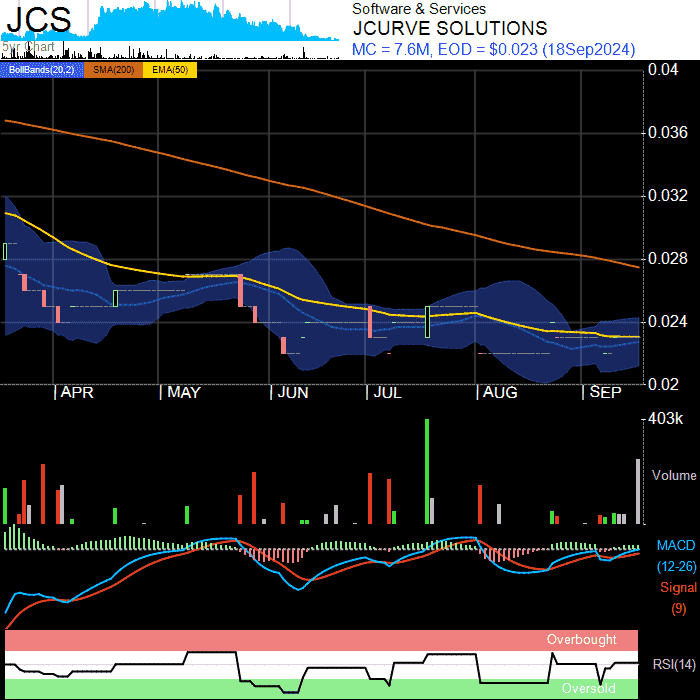 JCS
5yr Chart
Software & Services
JCURVE SOLUTIONS
MC = 7.6M, EOD = $0.023 (18Sep2024)
BollBands(20,2) SMA(200) EMA(50)
0.04
0.036
0.032
0.028
0.024
0.02
APR MAY JUN JUL AUG SEP
403k
Volume
MACD
(12-26)
Signal
(9)
Overbought
RSI(14)
Oversold